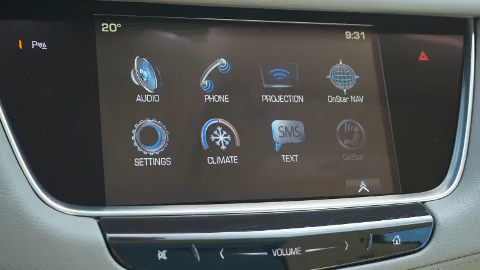 20° 9:31
P
AUDIO PHONE PROJECTION OnStar NAV
SMS
SETTINGS CLIMATE TEXT OnStar
VOLUME